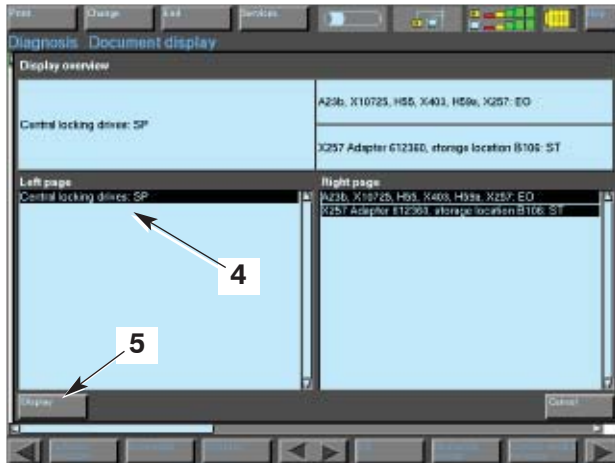 Print
Change
End
Services
Help
Diagnosis Document display
Display overview
Central locking drives: SP
A23b, X10725, H55, X403, H59a, X257: EO
X257 Adapter 612360, storage location B106: ST
Left page
Central locking drives: SP
Right page
A23b, X10725, H55, X403, H59a, X257: EO
X257 Adapter 612360, storage location B106: ST
4
5
Display
Cancel